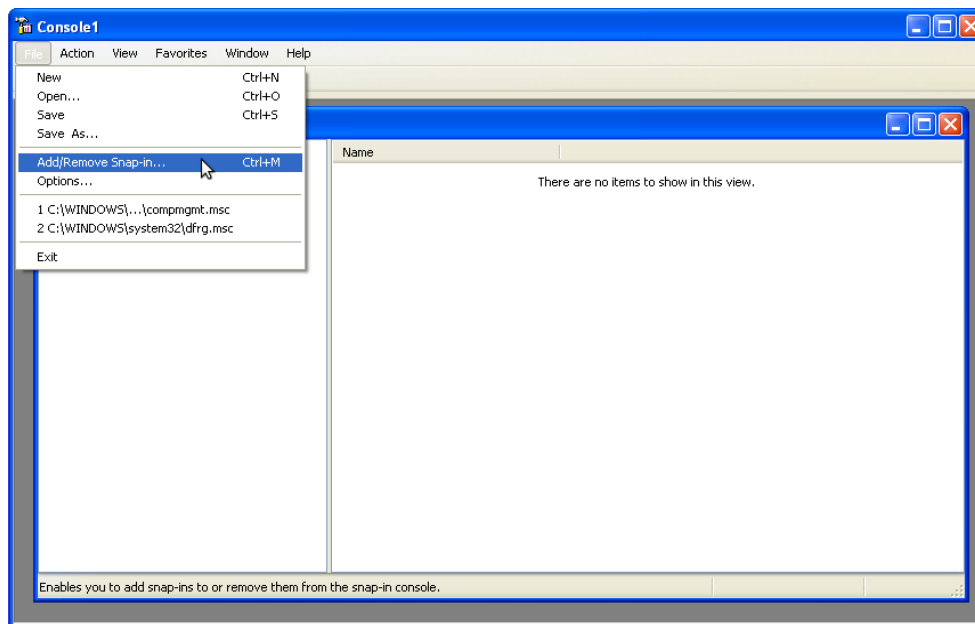 Console1
File Action View Favorites Window Help
New Ctrl+N
Open... Ctrl+O
Save Ctrl+S
Save As...
Add/Remove Snap-in... Ctrl+M
Options...
1 C:\WINDOWS\...\compmgmt.msc
2 C:\WINDOWS\system32\dfrg.msc
Exit
Name
There are no items to show in this view.
Enables you to add snap-ins to or remove them from the snap-in console.